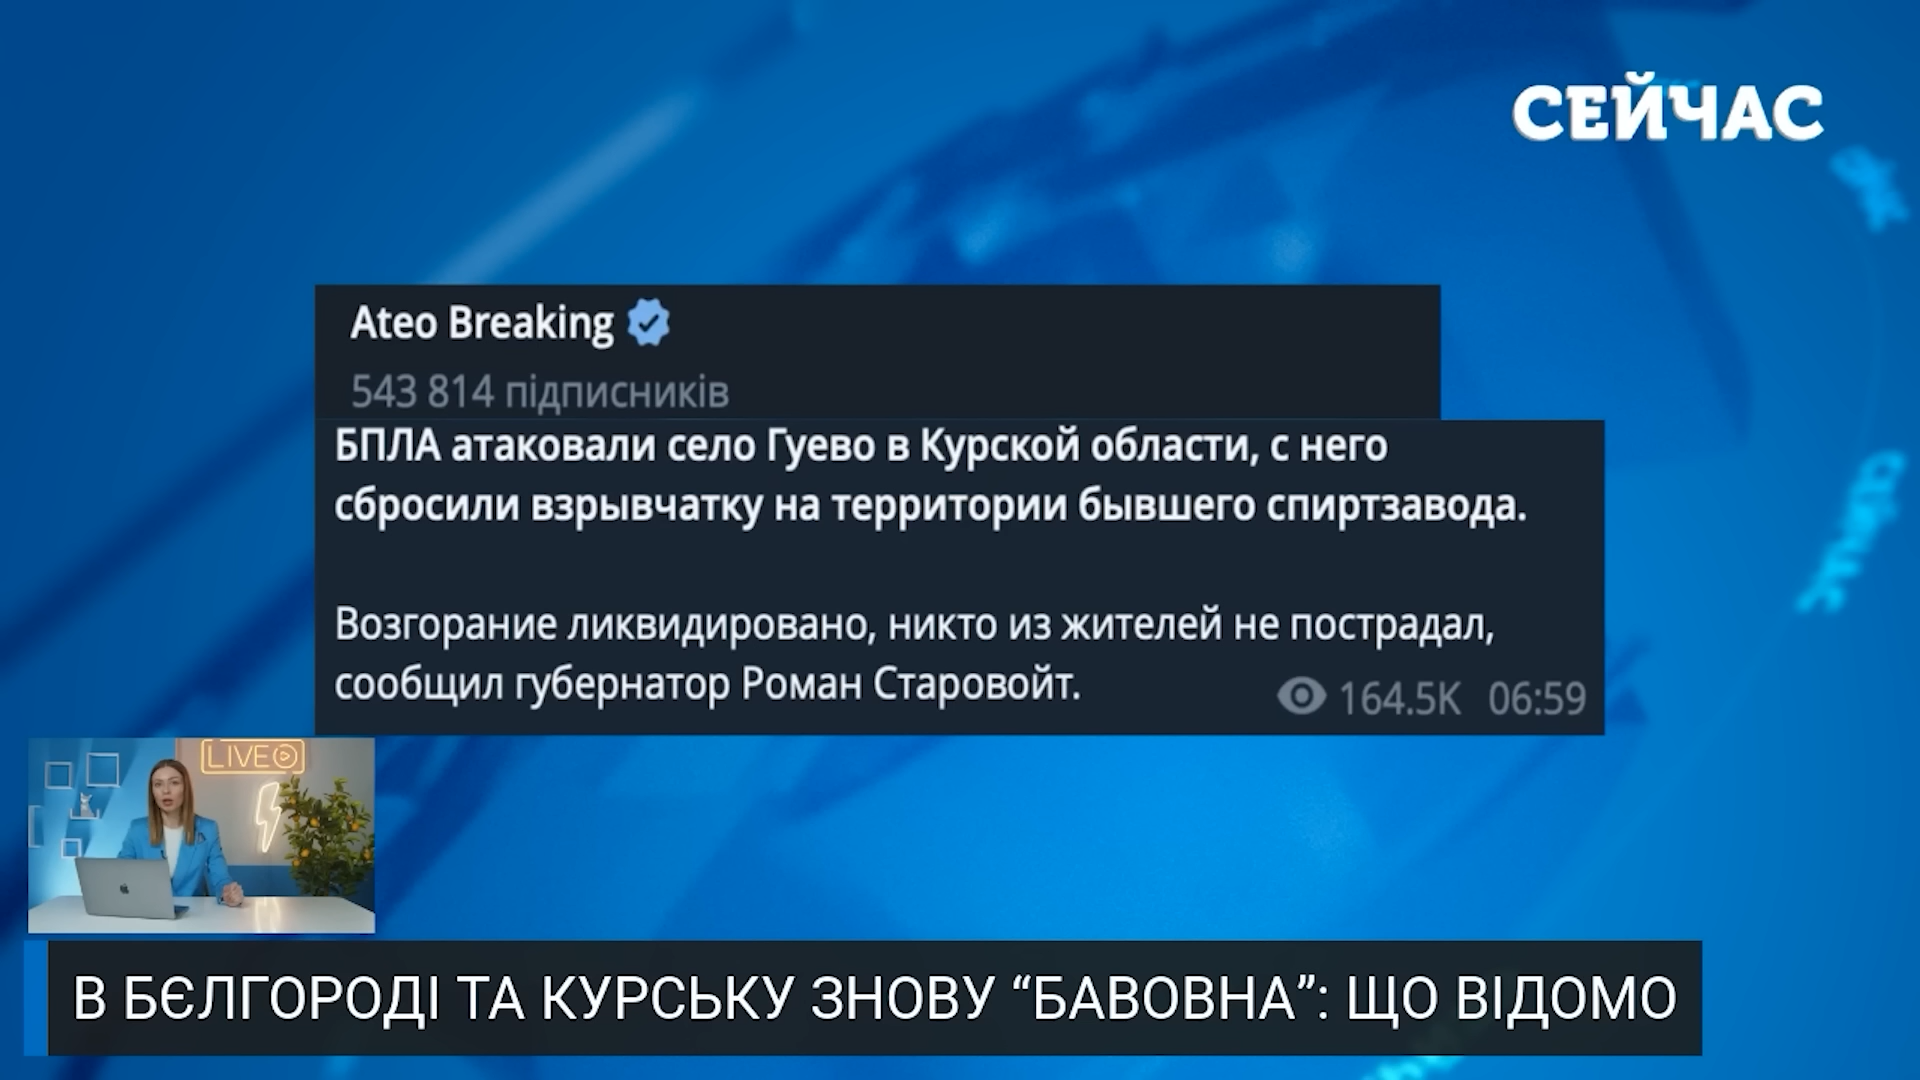 СЕЙЧАС
Ateo Breaking
543 814 підписників
БПЛА атаковали село Гуево в Курской области, с него
сбросили взрывчатку на территории бывшего спиртзавода.
Возгорание ликвидировано, никто из жителей не пострадал,
сообщил губернатор Роман Старовойт.
164.5K 06:59
LIVE
В БЄЛГОРОДІ ТА КУРСЬКУ ЗНОВУ “БАВОВНА”: ЩО ВІДОМО